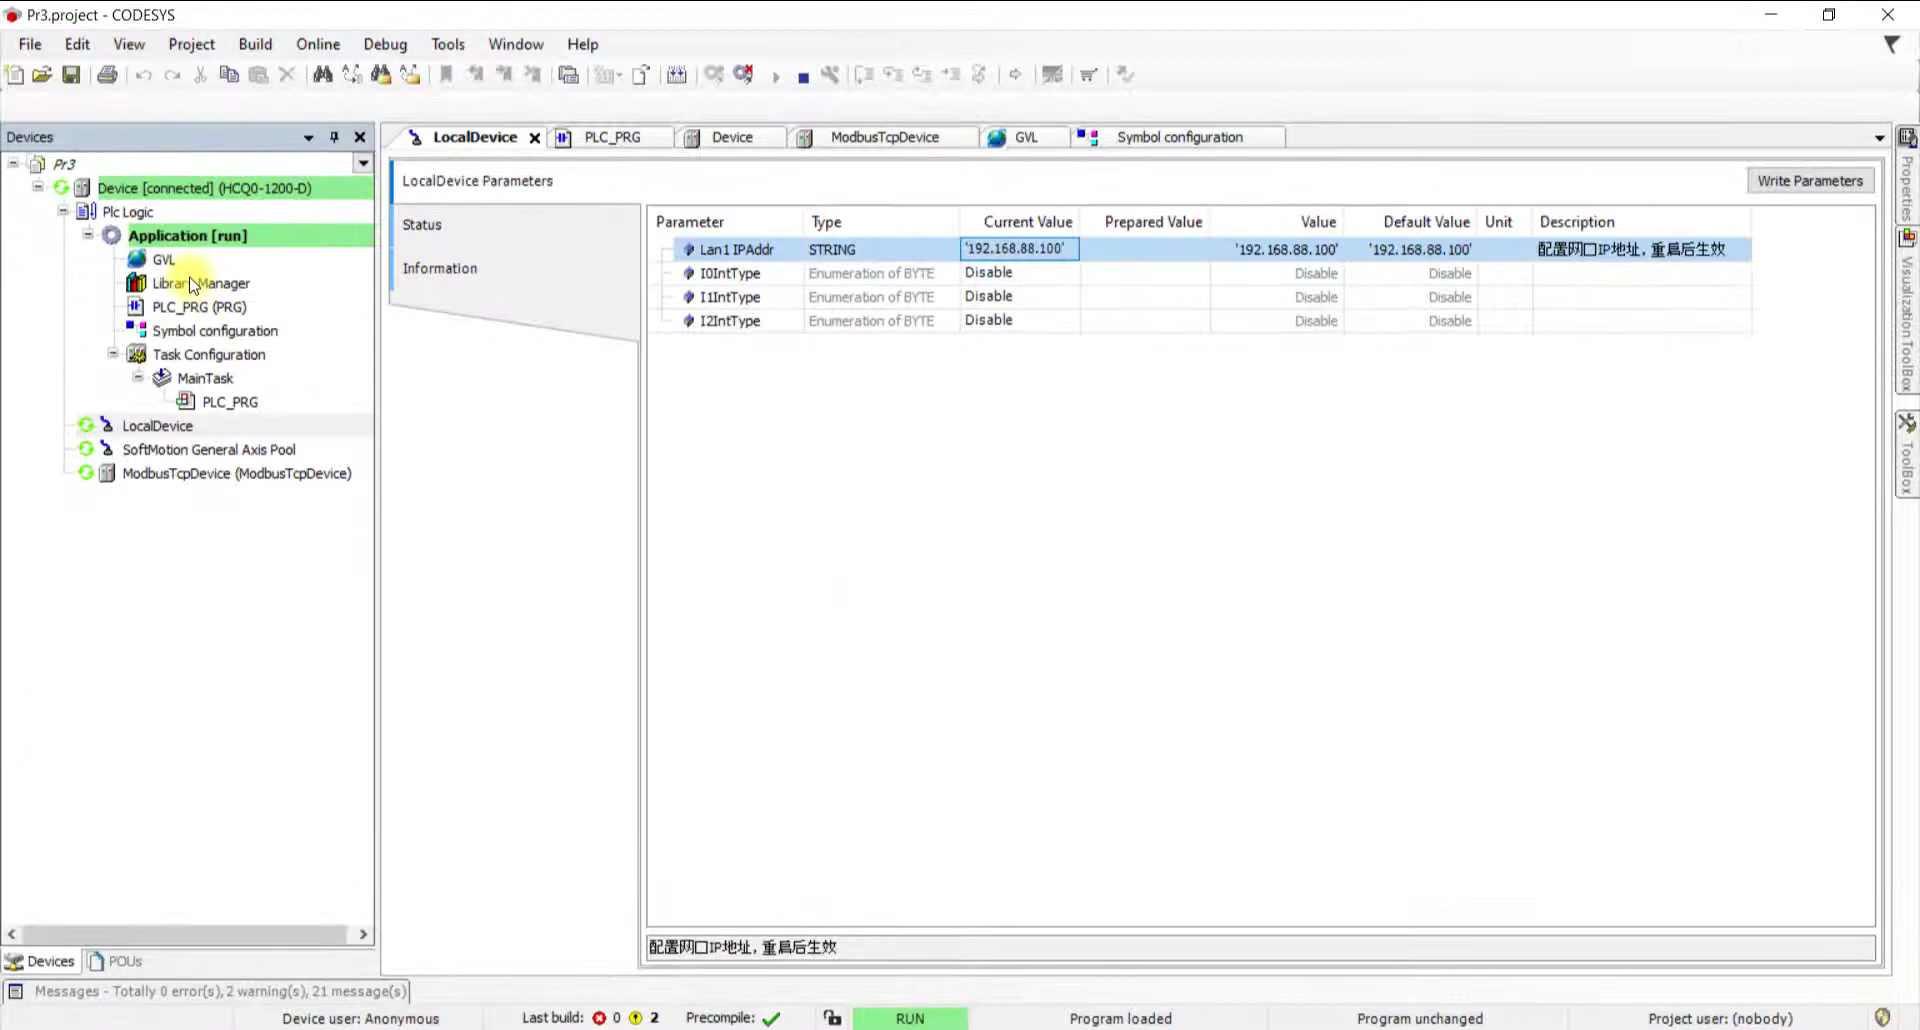 Pr3.project - CODESYS
File Edit View Project Build Online Debug Tools Window Help
Devices
Pr3
Device [connected] (HCQ0-1200-D)
Plc Logic
Application [run]
GVL
Library Manager
PLC_PRG (PRG)
Symbol configuration
Task Configuration
MainTask
PLC_PRG
LocalDevice
SoftMotion General Axis Pool
ModbusTcpDevice (ModbusTcpDevice)
Devices POUs
LocalDevice PLC_PRG Device ModbusTcpDevice GVL Symbol configuration
LocalDevice Parameters
Status
Information
Write Parameters
Parameter Type Current Value Prepared Value Value Default Value Unit Description
Lan1 IPAddr STRING '192.168.88.100' '192.168.88.100' '192.168.88.100' 配置网口IP地址，重启后生效
I0IntType Enumeration of BYTE Disable Disable Disable
I1IntType Enumeration of BYTE Disable Disable Disable
I2IntType Enumeration of BYTE Disable Disable Disable
配置网口IP地址，重启后生效
Properties
Visualization ToolBox
ToolBox
Messages - Totally 0 error(s), 2 warning(s), 21 message(s)
Device user: Anonymous Last build: 0 2 Precompile: RUN Program loaded Program unchanged Project user: (nobody)